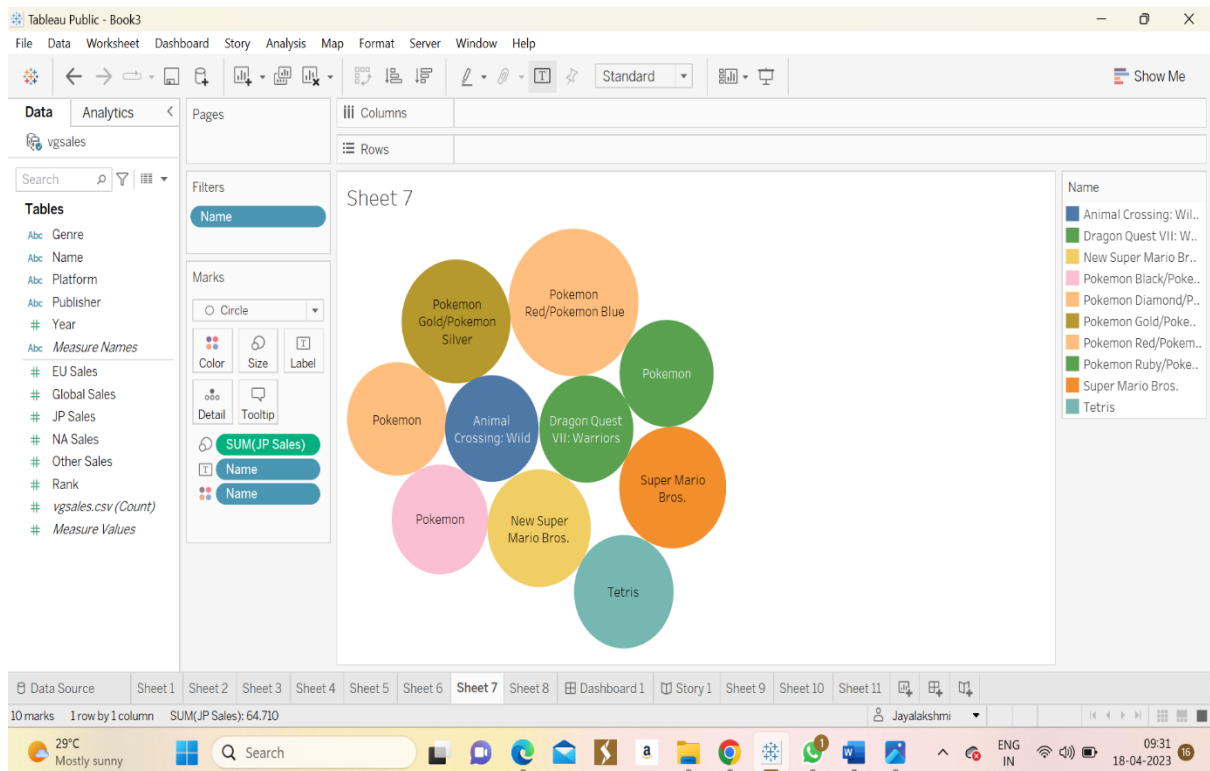 Tableau Public - Book3
File Data Worksheet Dashboard Story Analysis Map Format Server Window Help
Standard
Show Me
Data Analytics
vgsales
Search
Tables
Abc Genre
Abc Name
Abc Platform
Abc Publisher
# Year
Abc Measure Names
# EU Sales
# Global Sales
# JP Sales
# NA Sales
# Other Sales
# Rank
# vgsales.csv (Count)
# Measure Values
Pages
Filters
Name
Marks
Circle
Color Size Label
Detail Tooltip
SUM(JP Sales)
Name
Name
Columns
Rows
Sheet 7
Pokemon
Red/Pokemon Blue
Pokemon
Gold/Pokemon
Silver
Pokemon
Pokemon
Animal
Crossing: Wild
Dragon Quest
VII: Warriors
Super Mario
Bros.
Pokemon
New Super
Mario Bros.
Tetris
Name
Animal Crossing: Wil..
Dragon Quest VII: W..
New Super Mario Br..
Pokemon Black/Poke..
Pokemon Diamond/P..
Pokemon Gold/Poke..
Pokemon Red/Pokem..
Pokemon Ruby/Poke..
Super Mario Bros.
Tetris
Data Source Sheet 1 Sheet 2 Sheet 3 Sheet 4 Sheet 5 Sheet 6 Sheet 7 Sheet 8 Dashboard 1 Story 1 Sheet 9 Sheet 10 Sheet 11
10 marks 1 row by 1 column SUM(JP Sales): 64.710
Jayalakshmi
29°C
Mostly sunny
Search
a
1
W
ENG
IN
09:31
18-04-2023
16